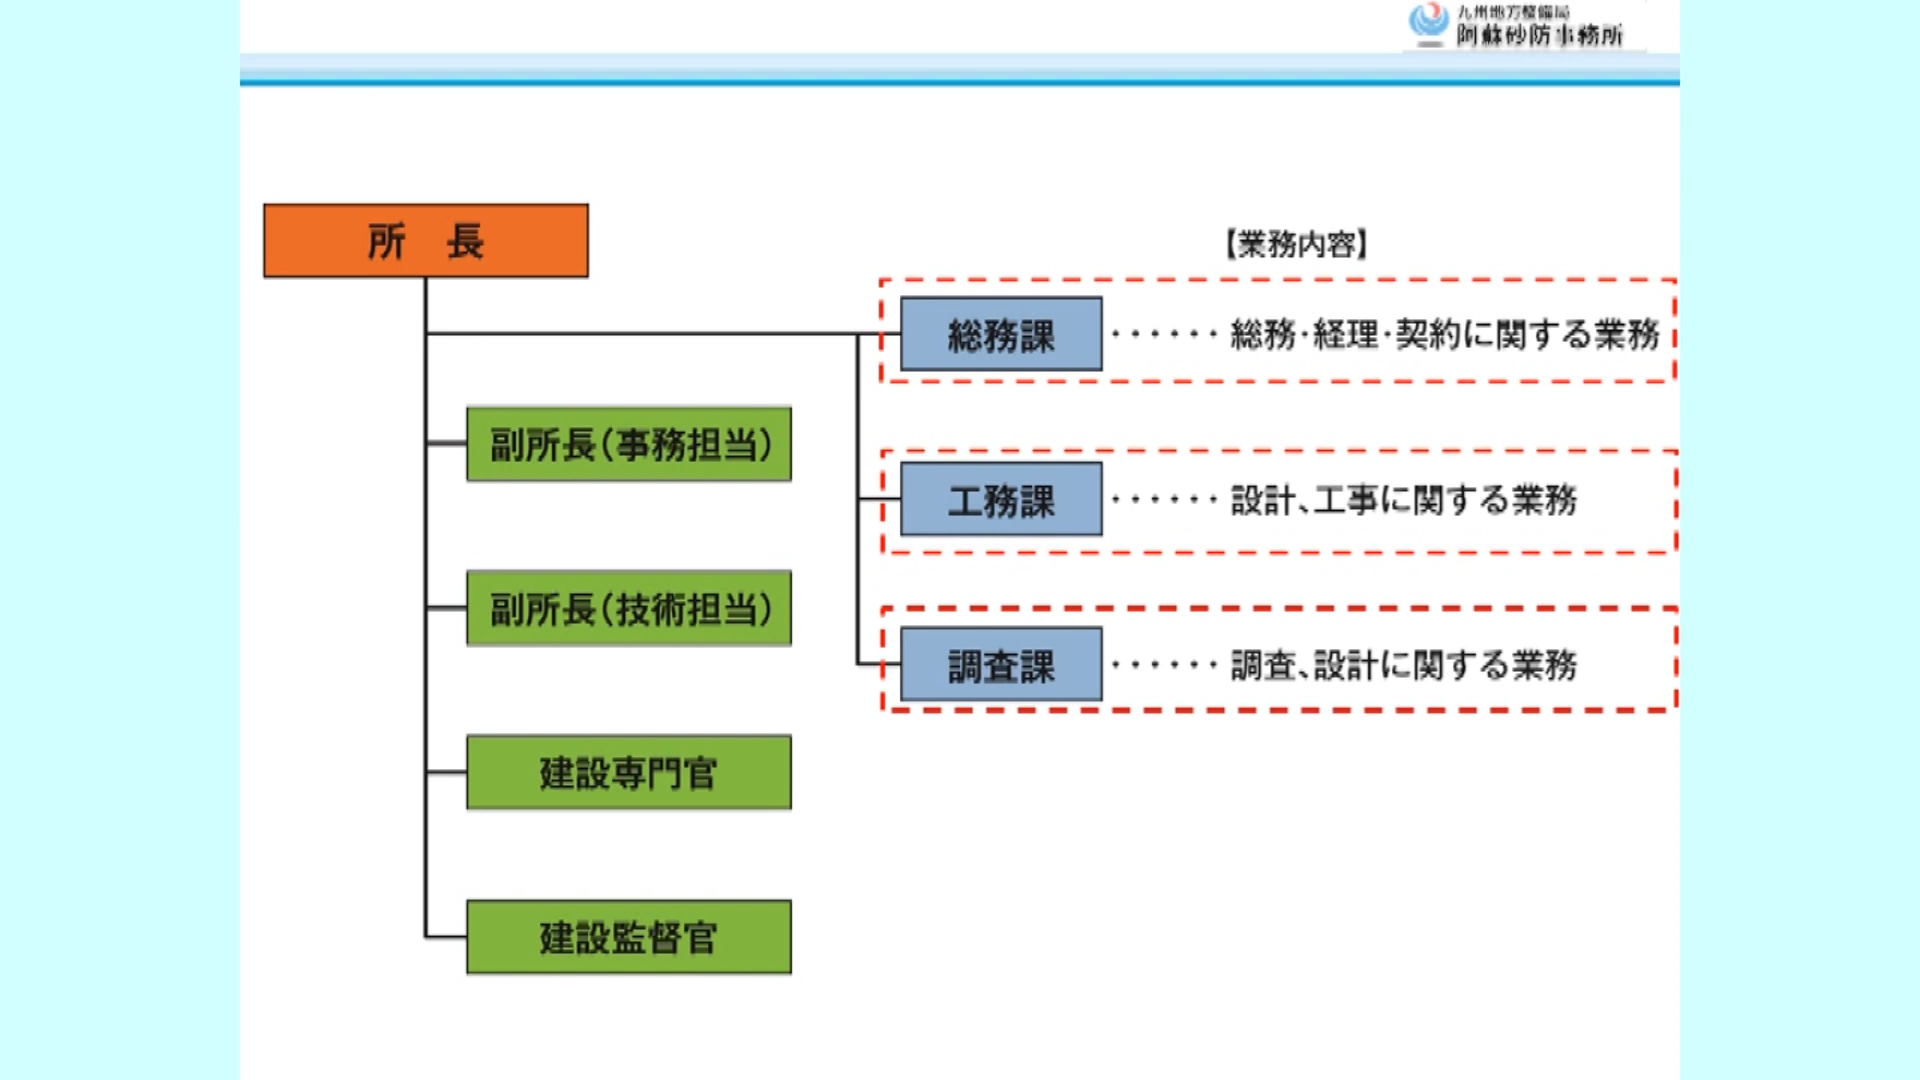 九州地方整備局
阿蘇砂防事務所
所　長
【業務内容】
総務課 ・・・・・・ 総務・経理・契約に関する業務
副所長（事務担当）
工務課 ・・・・・・ 設計、工事に関する業務
副所長（技術担当）
調査課 ・・・・・・ 調査、設計に関する業務
建設専門官
建設監督官